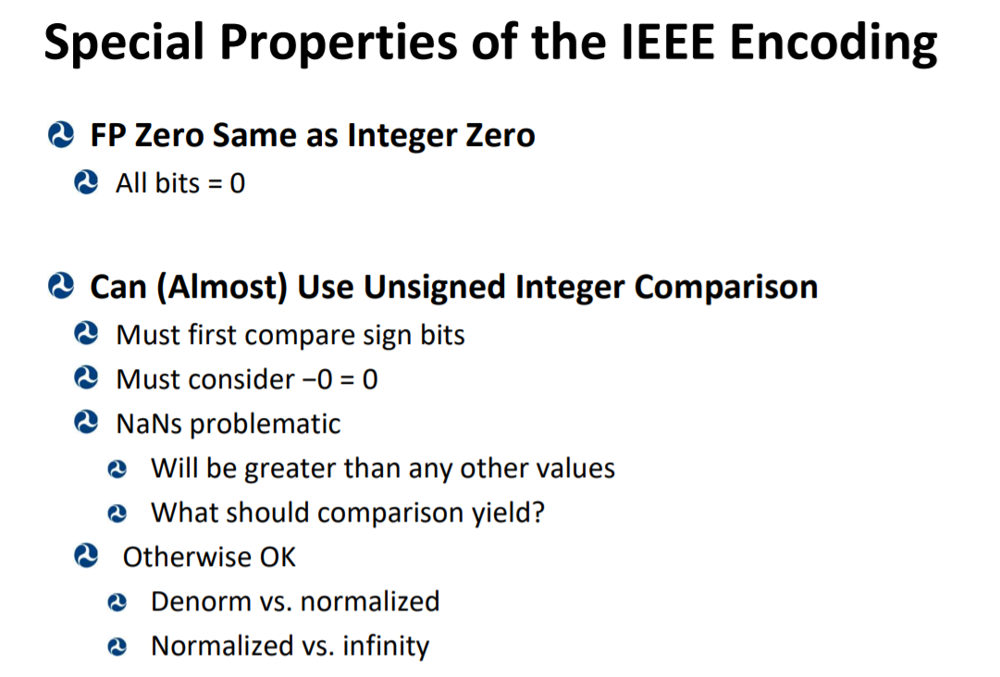 Special Properties of the IEEE Encoding
FP Zero Same as Integer Zero
All bits = 0
Can (Almost) Use Unsigned Integer Comparison
Must first compare sign bits
Must consider −0 = 0
NaNs problematic
Will be greater than any other values
What should comparison yield?
Otherwise OK
Denorm vs. normalized
Normalized vs. infinity